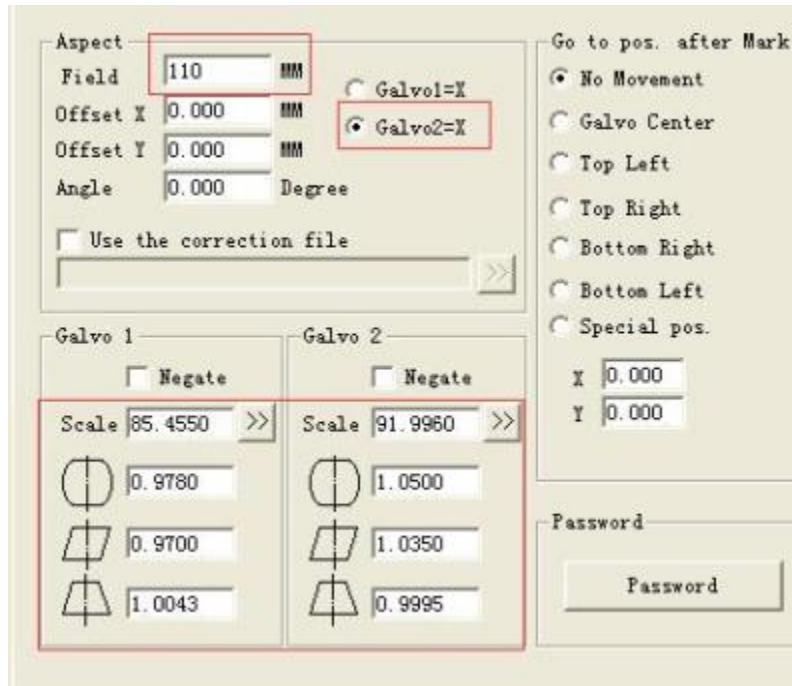 Aspect
Field 110 MM
Offset X 0.000 MM
Offset Y 0.000 MM
Angle 0.000 Degree
Galvo1=X
Galvo2=X
Use the correction file
>>
Galvo 1
Negate
Scale 85.4550 >>
0.9780
0.9700
1.0043
Galvo 2
Negate
Scale 91.9960 >>
1.0500
1.0350
0.9995
Go to pos. after Mark
No Movement
Galvo Center
Top Left
Top Right
Bottom Right
Bottom Left
Special pos.
X 0.000
Y 0.000
Password
Password